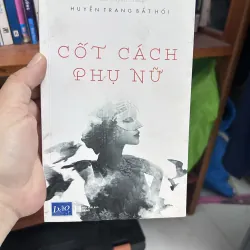 HUYỀN TRANG BẤT HỐI
CỐT CÁCH
PHỤ NỮ